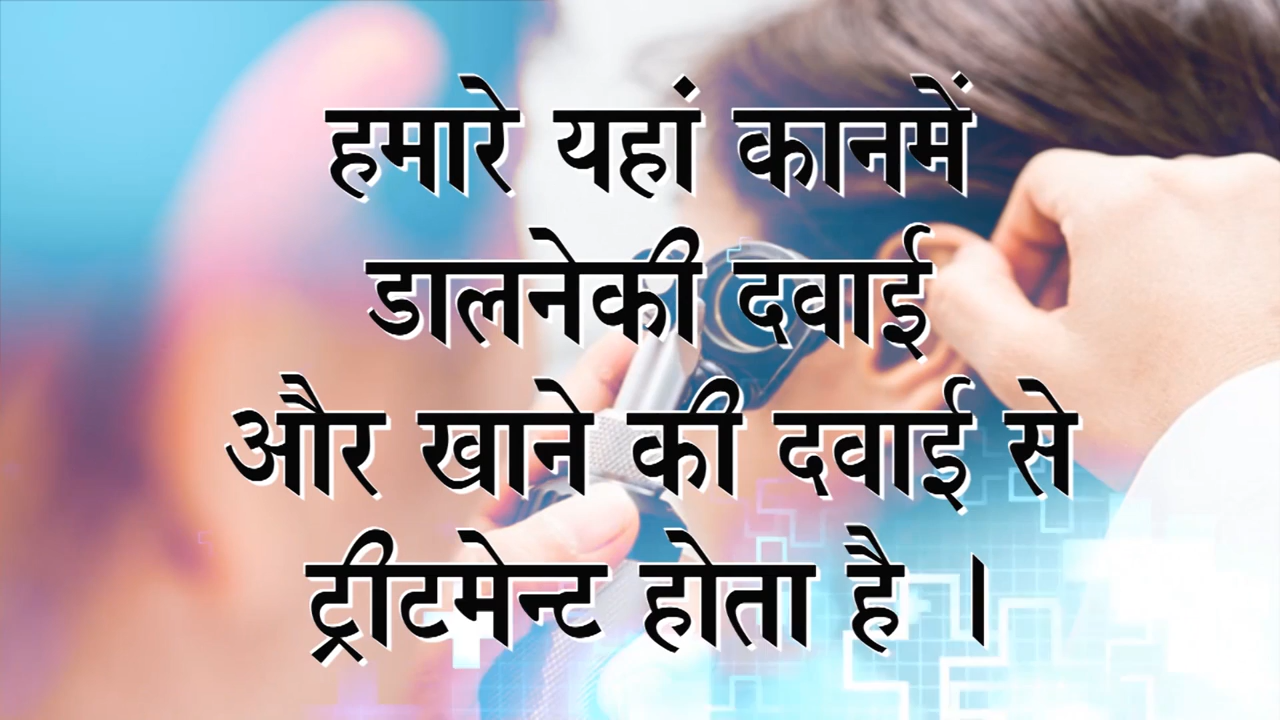 हमारे यहां कानमें
डालनेकी दवाई
और खाने की दवाई से
ट्रीटमेन्ट होता है ।